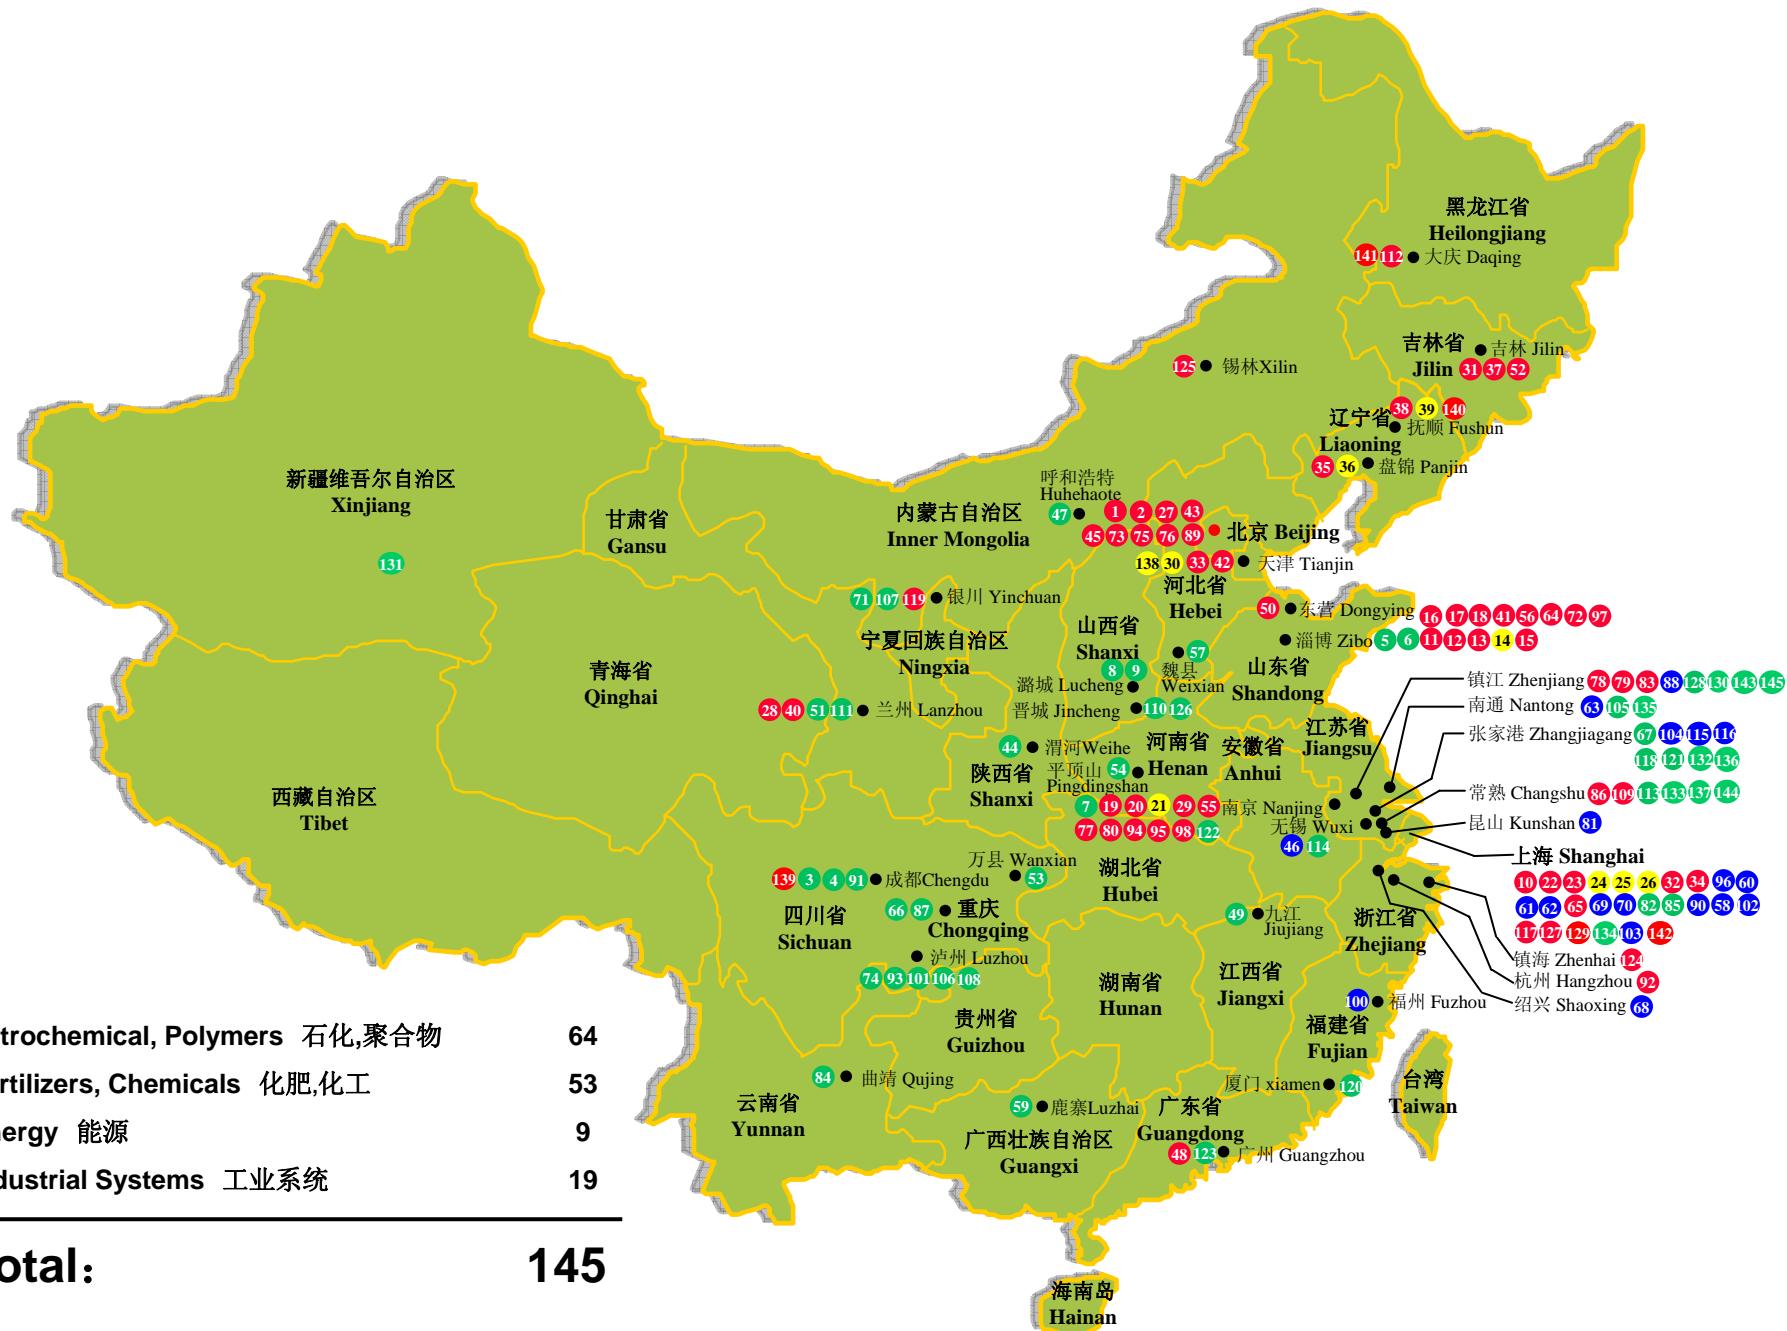 黑龙江省
Heilongjiang
141 112 大庆 Daqing
吉林省
Jilin
吉林 Jilin
31 37 52
125 锡林Xilin
辽宁省
Liaoning
38 39 140
抚顺 Fushun
35 36 盘锦 Panjin
新疆维吾尔自治区
Xinjiang
131
甘肃省
Gansu
呼和浩特
Huhehaote
47
内蒙古自治区
Inner Mongolia
1 2 27 43
45 73 75 76 89 北京 Beijing
138 30 33 42 天津 Tianjin
河北省
Hebei
71 107 119 银川 Yinchuan
宁夏回族自治区
Ningxia
50 东营 Dongying 16 17 18 41 56 64 72 97
淄博 Zibo 5 6 11 12 13 14 15
山西省
Shanxi
57
魏县
Weixian
8 9
潞城 Lucheng
山东省
Shandong
青海省
Qinghai
28 40 51 111 兰州 Lanzhou
晋城 Jincheng 110 126
镇江 Zhenjiang 78 79 83 88 128 130 143 145
南通 Nantong 63 105 135
张家港 Zhangjiagang 67 104 115 116
118 121 132 136
江苏省
Jiangsu
44 渭河Weihe
陕西省
Shanxi
平顶山
Pingdingshan
54
河南省
Henan
安徽省
Anhui
西藏自治区
Tibet
7 19 20 21 29 55 南京 Nanjing
77 80 94 95 98 122
无锡 Wuxi
46 114
常熟 Changshu 86 109 113 133 137 144
昆山 Kunshan 81
上海 Shanghai
10 22 23 24 25 26 32 34 96 60
61 62 65 69 70 82 85 90 58 102
117 127 129 134 103 142
镇海 Zhenhai 124
杭州 Hangzhou 92
绍兴 Shaoxing 68
万县 Wanxian
53
湖北省
Hubei
139 3 4 91 成都Chengdu
四川省
Sichuan
66 87 重庆
Chongqing
泸州 Luzhou
74 93 101 106 108
49 九江
Jiujiang
浙江省
Zhejiang
湖南省
Hunan
江西省
Jiangxi
100 福州 Fuzhou
福建省
Fujian
贵州省
Guizhou
84 曲靖 Qujing
云南省
Yunnan
59 鹿寨Luzhai
广西壮族自治区
Guangxi
广东省
Guangdong
48 123 广州 Guangzhou
厦门 xiamen 120
台湾
Taiwan
海南岛
Hainan
trochemical, Polymers 石化,聚合物 64
rtilizers, Chemicals 化肥,化工 53
nergy 能源 9
dustrial Systems 工业系统 19
otal： 145